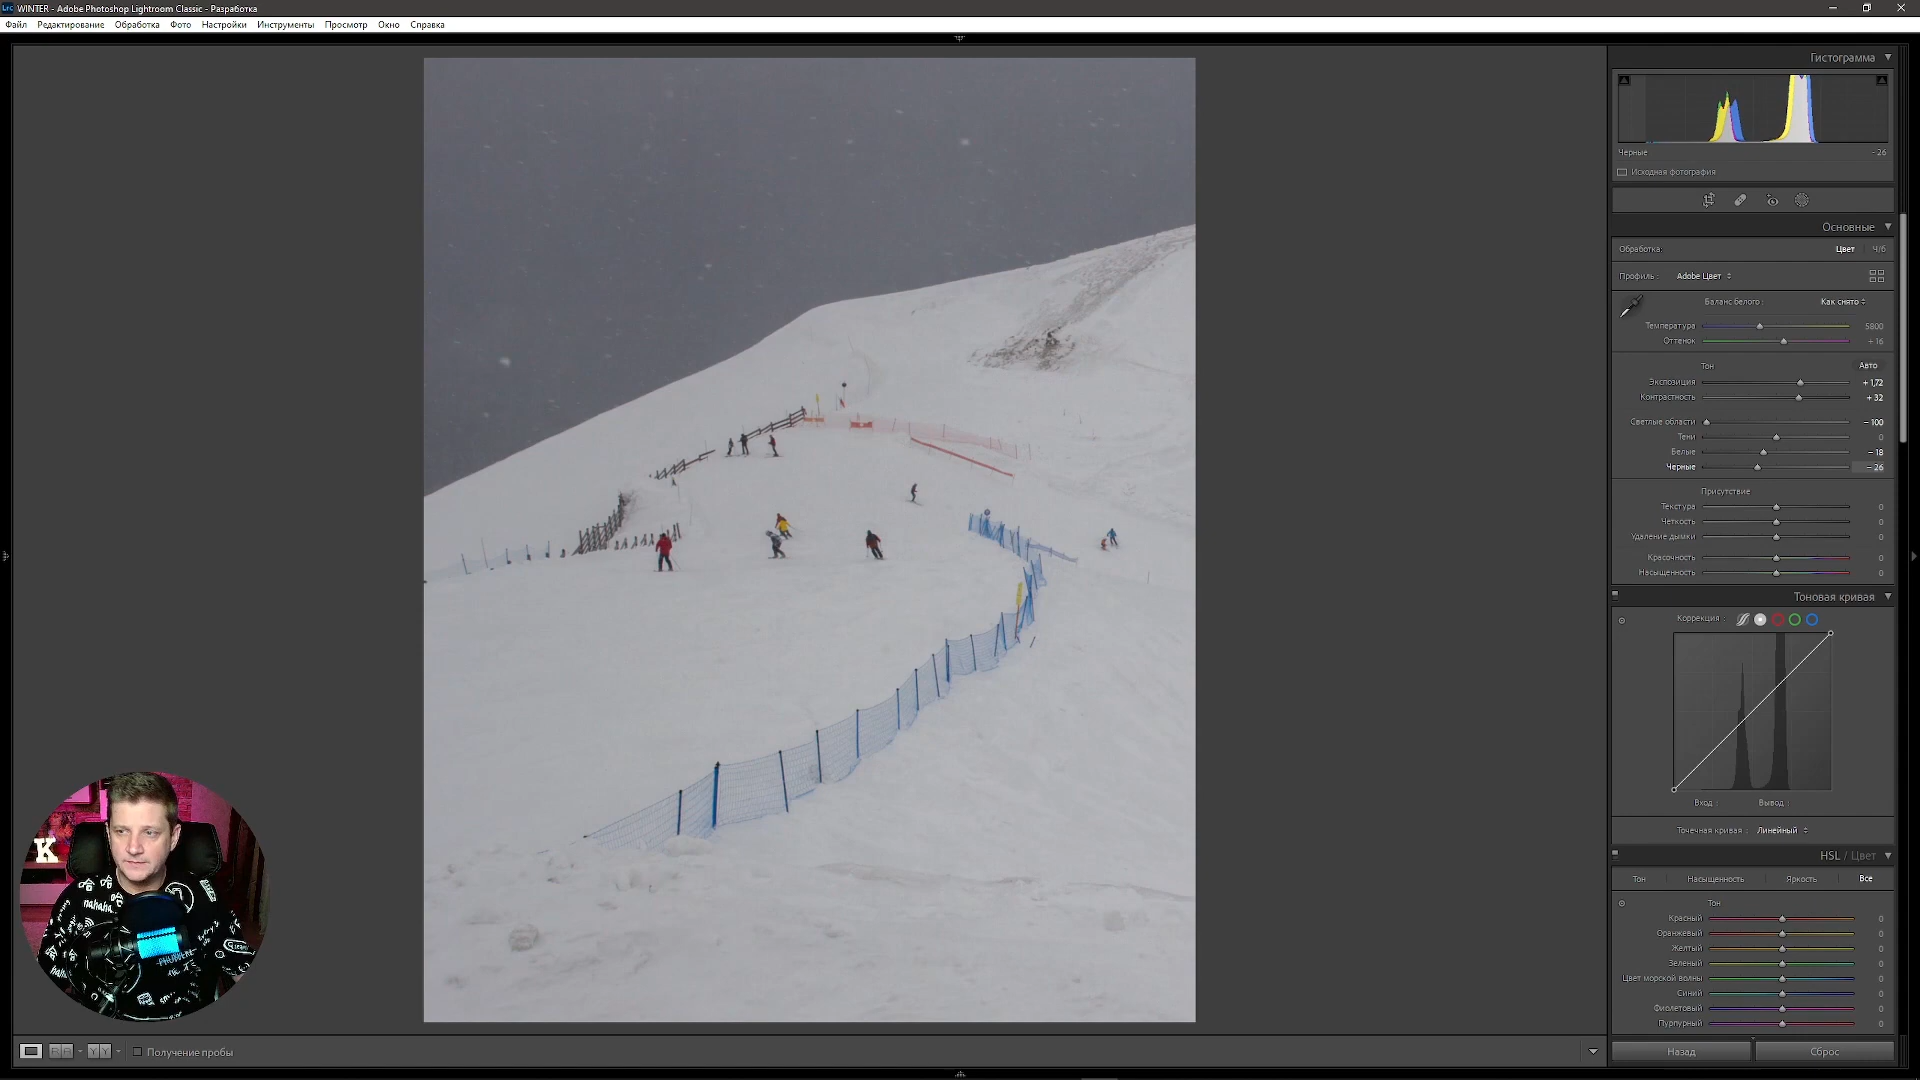 WINTER - Adobe Photoshop Lightroom Classic - Разработка
Файл Редактирование Обработка Фото Настройки Инструменты Просмотр Окно Справка
Гистограмма
Черные - 26
Исходная фотография
Основные
Обработка: Цвет Ч/б
Профиль: Adobe Цвет
Баланс белого: Как снято
Температура 5800
Оттенок + 16
Тон Авто
Экспозиция + 1,72
Контрастность + 32
Светлые области - 100
Тени 0
Белые - 18
Черные - 26
Присутствие
Текстура 0
Четкость 0
Удаление дымки 0
Красочность 0
Насыщенность 0
Тоновая кривая
Коррекция:
Вход: Вывод:
Точечная кривая: Линейный
HSL / Цвет
Тон Насыщенность Яркость Все
Тон
Красный 0
Оранжевый 0
Желтый 0
Зеленый 0
Цвет морской волны 0
Синий 0
Фиолетовый 0
Пурпурный 0
Назад Сброс
Получение пробы
K
nahaha